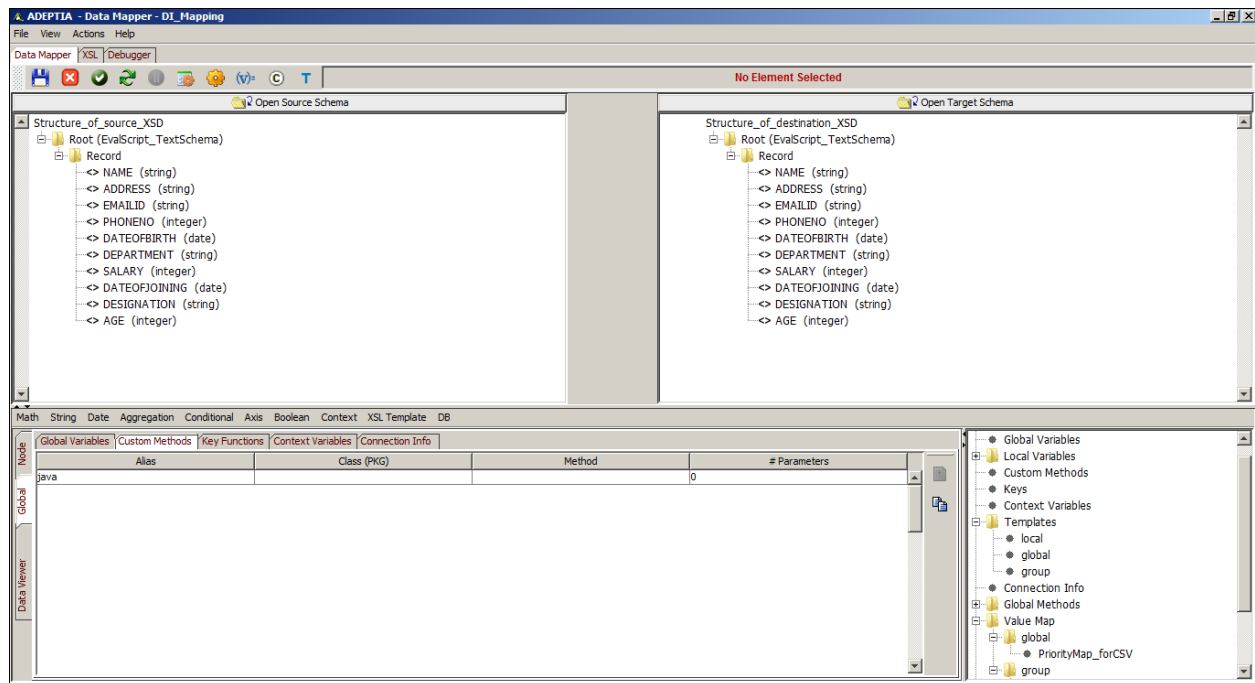 ADEPTIA - Data Mapper - DI_Mapping
File View Actions Help
Data Mapper XSL Debugger
(v)= © T No Element Selected
Open Source Schema Open Target Schema
Structure_of_source_XSD
Root (EvalScript_TextSchema)
Record
<> NAME (string)
<> ADDRESS (string)
<> EMAILID (string)
<> PHONENO (integer)
<> DATEOFBIRTH (date)
<> DEPARTMENT (string)
<> SALARY (integer)
<> DATEOFJOINING (date)
<> DESIGNATION (string)
<> AGE (integer)
Structure_of_destination_XSD
Root (EvalScript_TextSchema)
Record
<> NAME (string)
<> ADDRESS (string)
<> EMAILID (string)
<> PHONENO (integer)
<> DATEOFBIRTH (date)
<> DEPARTMENT (string)
<> SALARY (integer)
<> DATEOFJOINING (date)
<> DESIGNATION (string)
<> AGE (integer)
Math String Date Aggregation Conditional Axis Boolean Context XSL Template DB
Node
Global
Data Viewer
Global Variables Custom Methods Key Functions Context Variables Connection Info
Alias Class (PKG) Method # Parameters
java 0
Global Variables
Local Variables
Custom Methods
Keys
Context Variables
Templates
local
global
group
Connection Info
Global Methods
Value Map
global
PriorityMap_forCSV
group